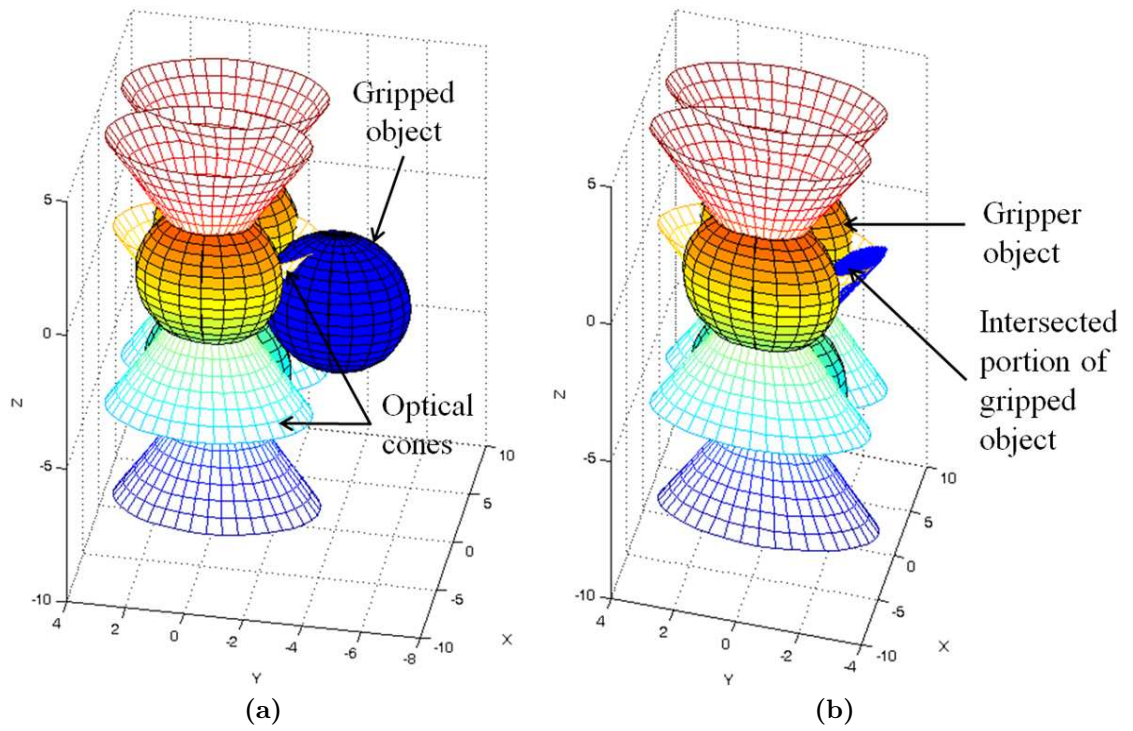 Gripped
object
5
0
-5
-10
Z
4
2
0
-2
-4
-6
-8
Y
10
5
0
-5
-10
X
Optical
cones
(a)
5
0
-5
-10
Z
4
2
0
-2
-4
Y
10
5
0
-5
-10
X
Gripper
object
Intersected
portion of
gripped
object
(b)